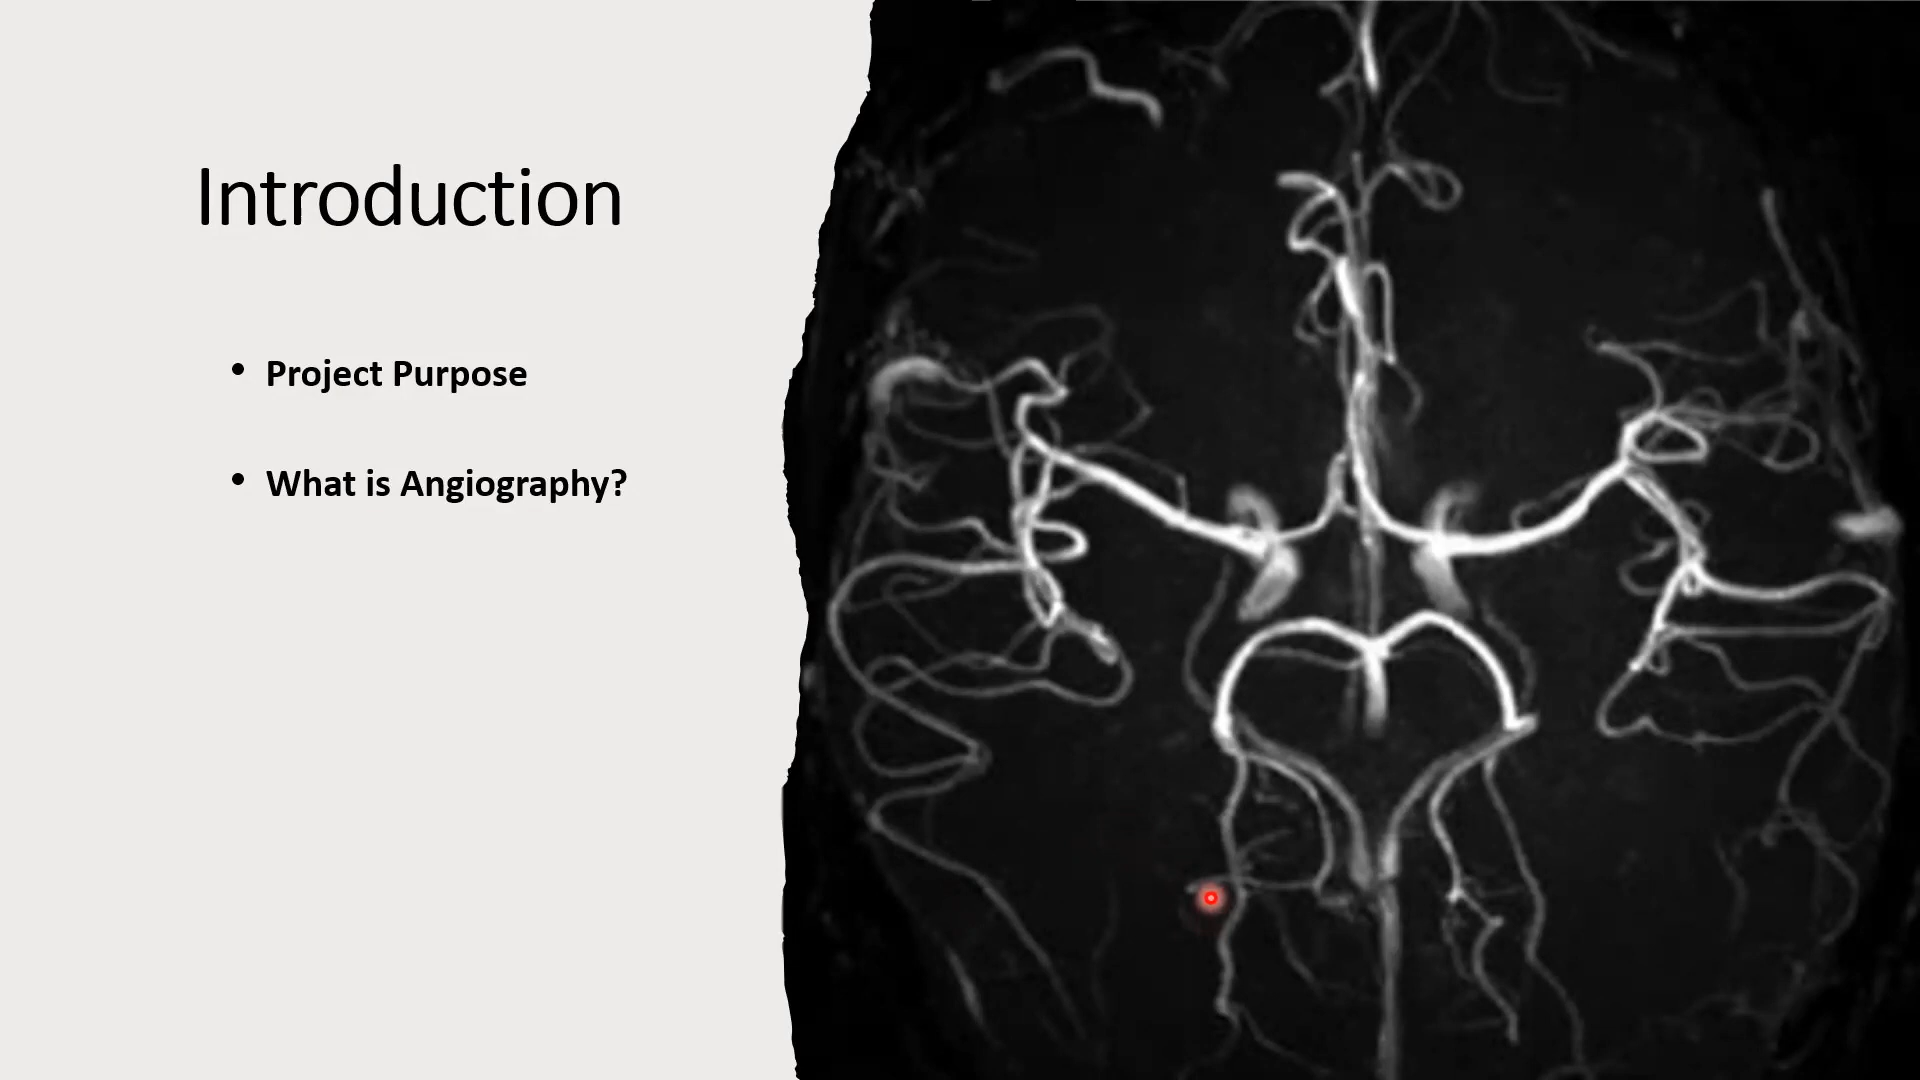 Introduction
• Project Purpose
• What is Angiography?